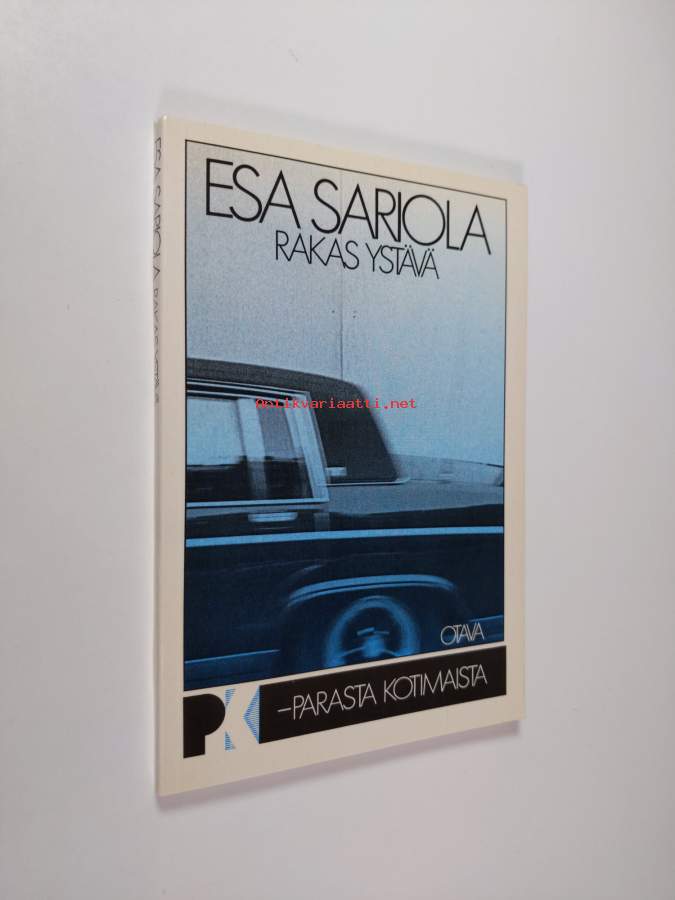 ESA SARIOLA
RAKAS YSTÄVÄ
OTAVA
PK
–PARASTA KOTIMAISTA
ESA SARIOLA RAKAS YSTÄVÄ
Antikvariaatti.net